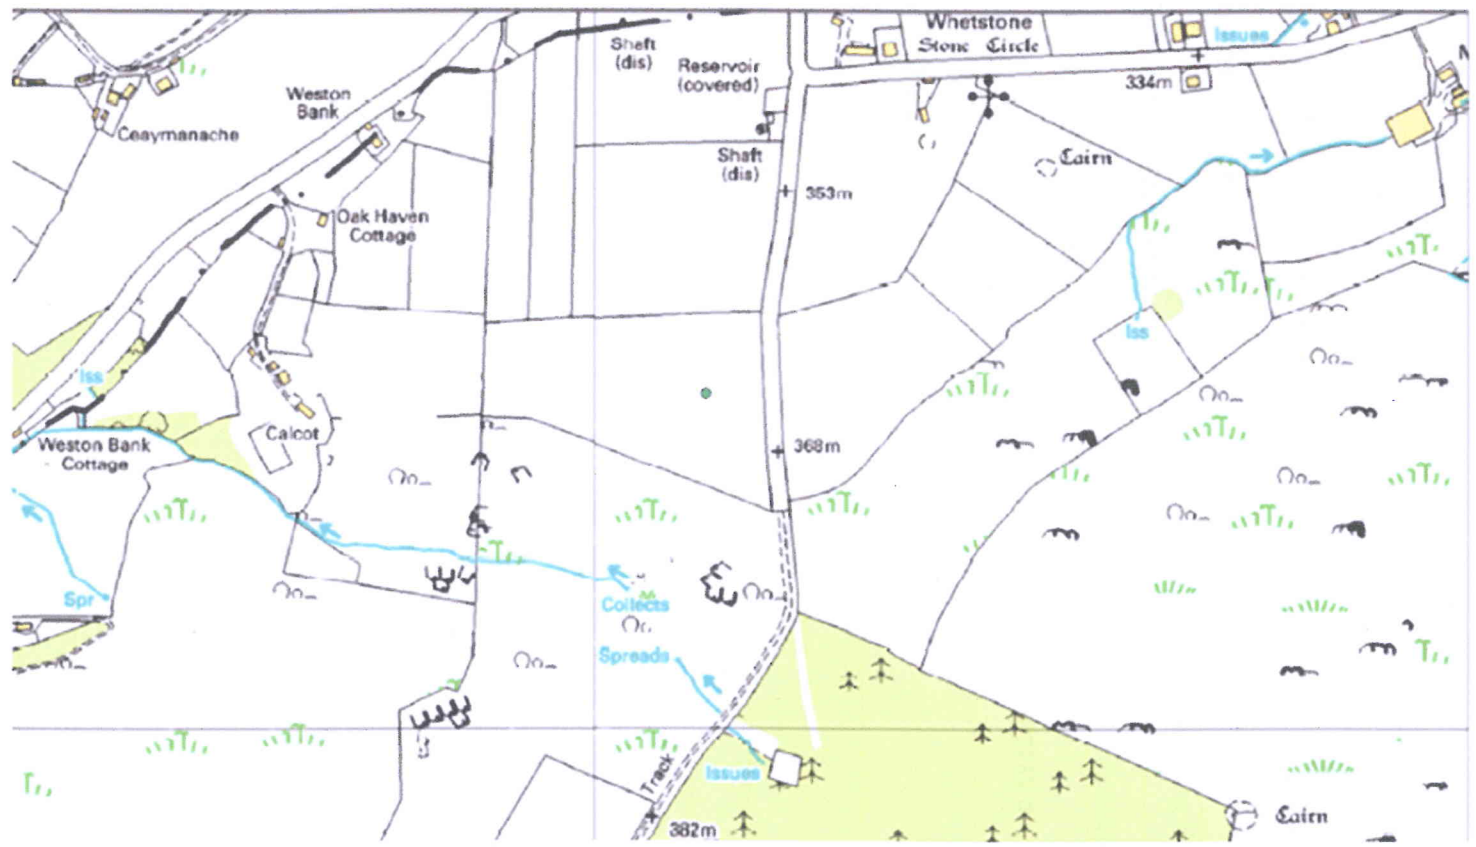 Whetstone
Stone Circle
Issues
Shaft
(dis)
Reservoir
(covered)
334m
Weston
Bank
Ceaymanache
Shaft
(dis)
Cairn
353m
Oak Haven
Cottage
Iss
Iss
Calcot
Weston Bank
Cottage
368m
Spr
Collects
Spreads
Issues
Track
Cairn
382m